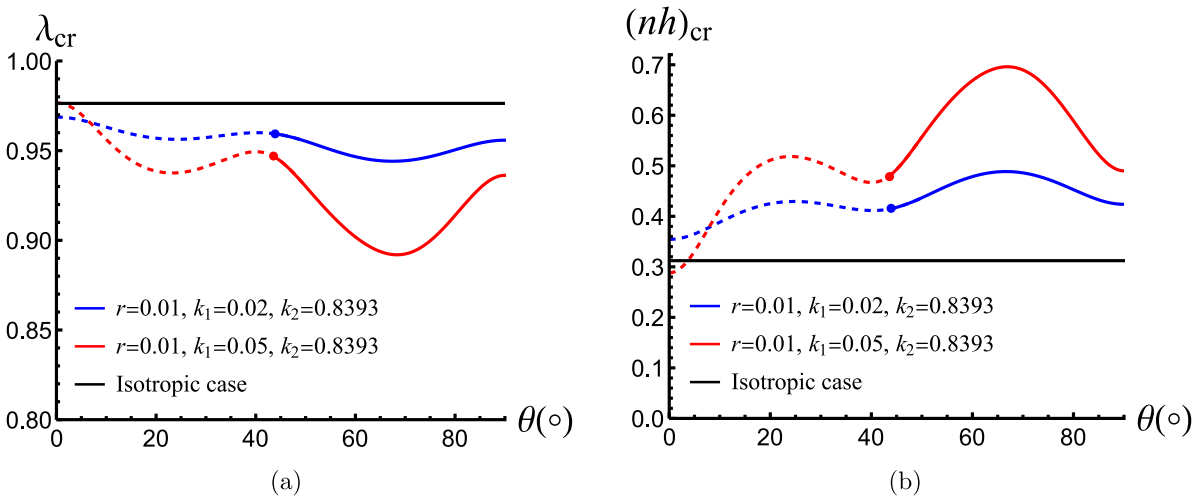 λcr
1.00
0.95
0.90
0.85
0.80
0
20
40
60
80
θ(∘)
r=0.01, k1=0.02, k2=0.8393
r=0.01, k1=0.05, k2=0.8393
Isotropic case
(a)
(nh)cr
0.7
0.6
0.5
0.4
0.3
0.2
0.1
0.0
0
20
40
60
80
θ(∘)
r=0.01, k1=0.02, k2=0.8393
r=0.01, k1=0.05, k2=0.8393
Isotropic case
(b)